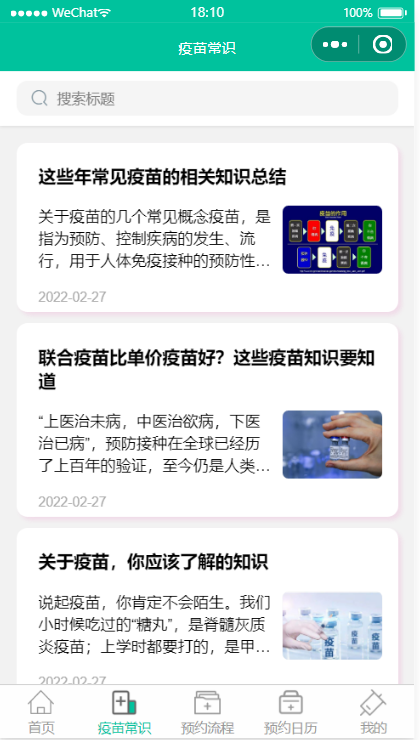 WeChat
18:10
100%
疫苗常识
搜索标题
这些年常见疫苗的相关知识总结
关于疫苗的几个常见概念疫苗，是
指为预防、控制疾病的发生、流
行，用于人体免疫接种的预防性...
疫苗的作用
2022-02-27
联合疫苗比单价疫苗好？这些疫苗知识要知
道
“上医治未病，中医治欲病，下医
治已病”，预防接种在全球已经历
了上百年的验证，至今仍是人类...
2022-02-27
关于疫苗，你应该了解的知识
说起疫苗，你肯定不会陌生。我们
小时候吃过的“糖丸”，是脊髓灰质
炎疫苗；上学时都要打的，是甲...
疫苗
疫苗
2022-02-27
首页
疫苗常识
预约流程
预约日历
我的